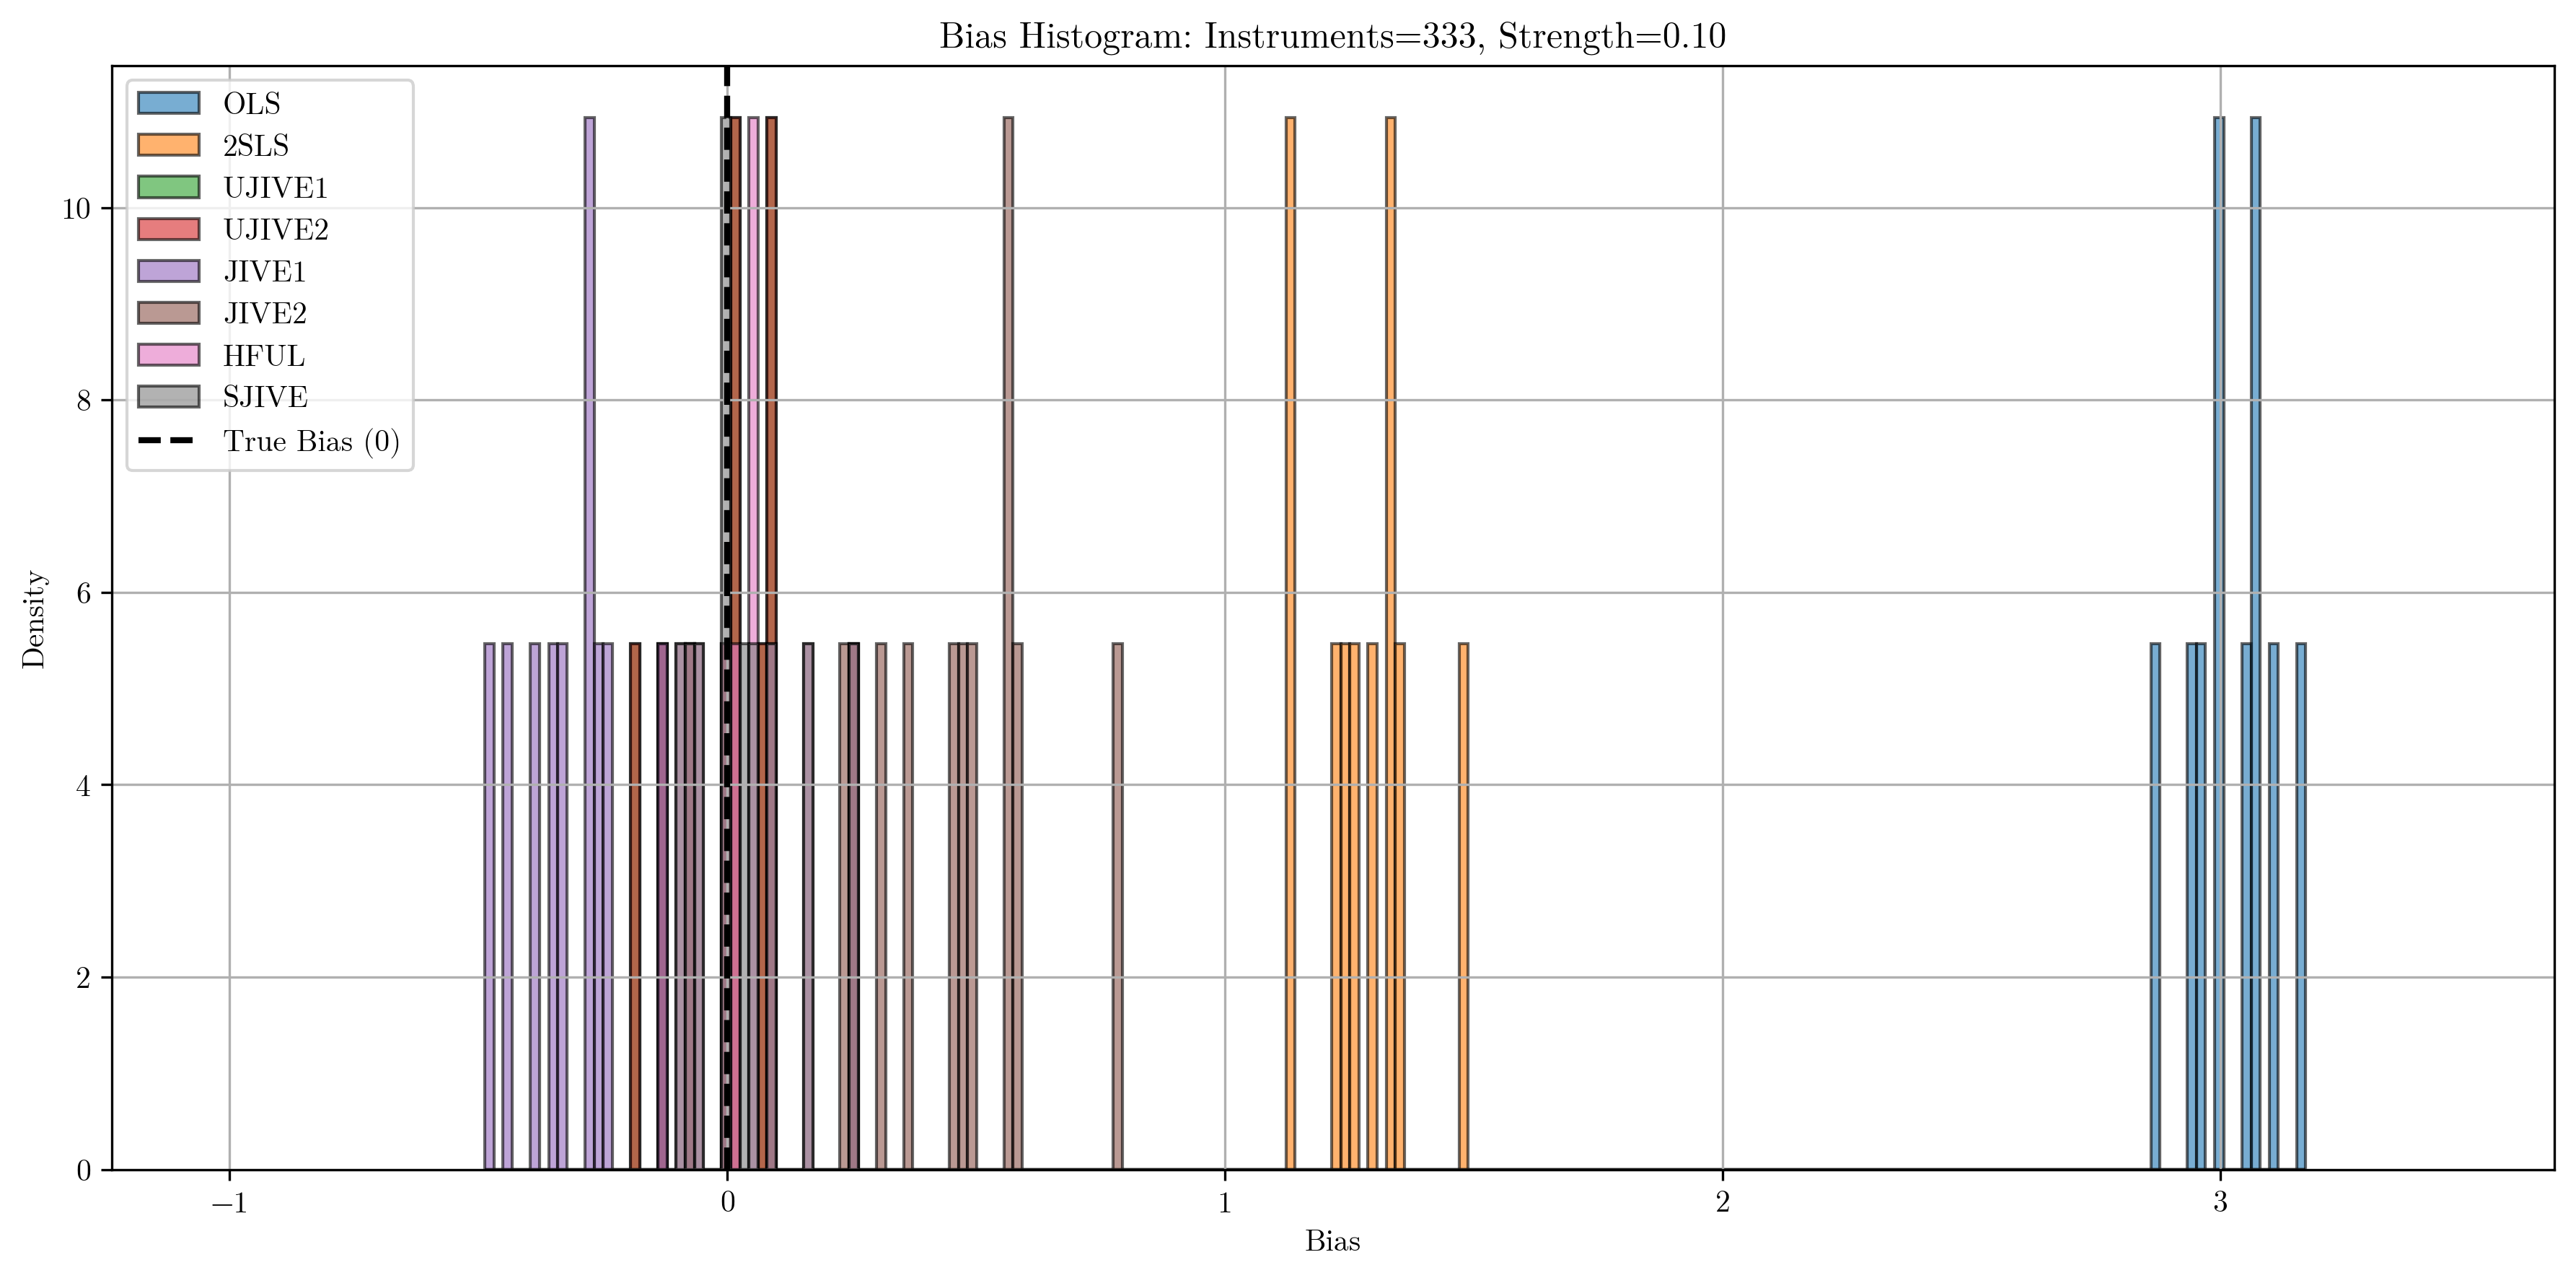 Bias Histogram: Instruments=333, Strength=0.10
OLS
2SLS
UJIVE1
UJIVE2
JIVE1
JIVE2
HFUL
SJIVE
True Bias (0)
Density
10
8
6
4
2
0
−1
0
1
2
3
Bias